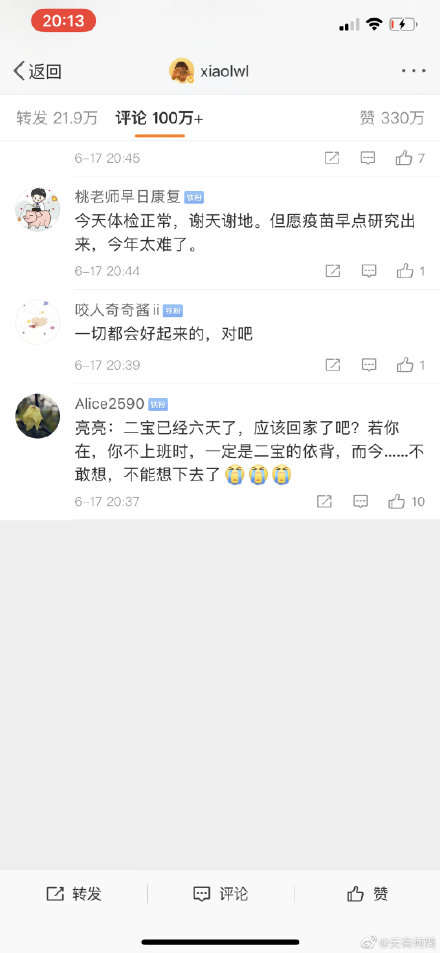 20:13
返回
xiaolwl
转发 21.9万 评论 100万+ 赞 330万
6-17 20:45 7
桃老师早日康复 铁粉
今天体检正常，谢天谢地。但愿疫苗早点研究出
来，今年太难了。
6-17 20:44 1
咬人奇奇酱ⅱ 铁粉
一切都会好起来的，对吧
6-17 20:39 1
Alice2590 铁粉
亮亮：二宝已经六天了，应该回家了吧？若你
在，你不上班时，一定是二宝的依背，而今……不
敢想，不能想下去了😭😭😭
6-17 20:37 10
转发 评论 赞
@天有何雨